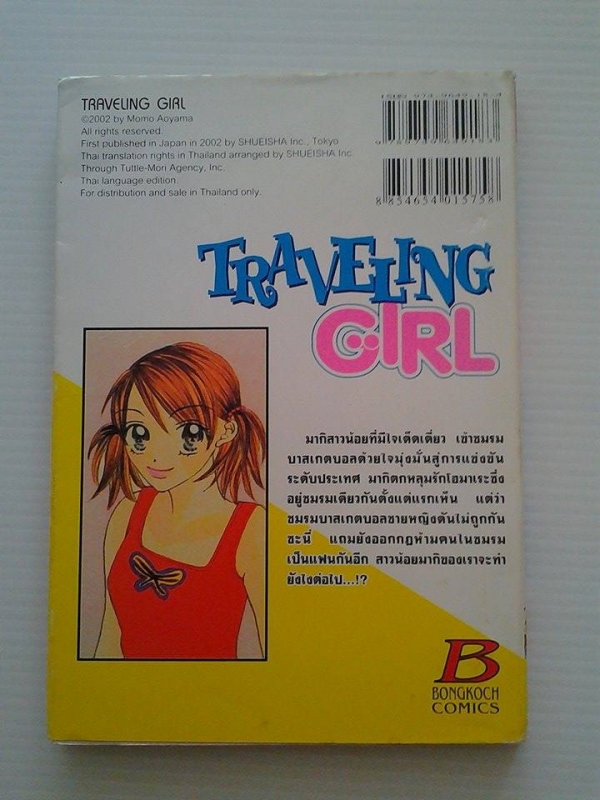 TRAVELING GIRL
©2002 by Momo Aoyama
All rights reserved.
First published in Japan in 2002 by SHUEISHA Inc., Tokyo
Thai translation rights in Thailand arranged by SHUEISHA Inc.
Through Tuttle-Mori Agency, Inc.
Thai language edition.
For distribution and sale in Thailand only.
8 854654 015758
TRAVELING
GIRL
มากิสาวน้อยที่มีใจเด็ดเดี่ยว เข้าชมรม
บาสเกตบอลด้วยใจมุ่งมั่นสู่การแข่งขัน
ระดับประเทศ มากิตกหลุมรักโฮมาเระซึ่ง
อยู่ชมรมเดียวกันตั้งแต่แรกเห็น แต่ว่า
ชมรมบาสเกตบอลชายหญิงดันไม่ถูกกัน
ซะนี่ แถมยังออกกฎห้ามคนในชมรม
เป็นแฟนกันอีก สาวน้อยมากิของเราจะทำ
ยังไงต่อไป...!?
B
BONGKOCH
COMICS